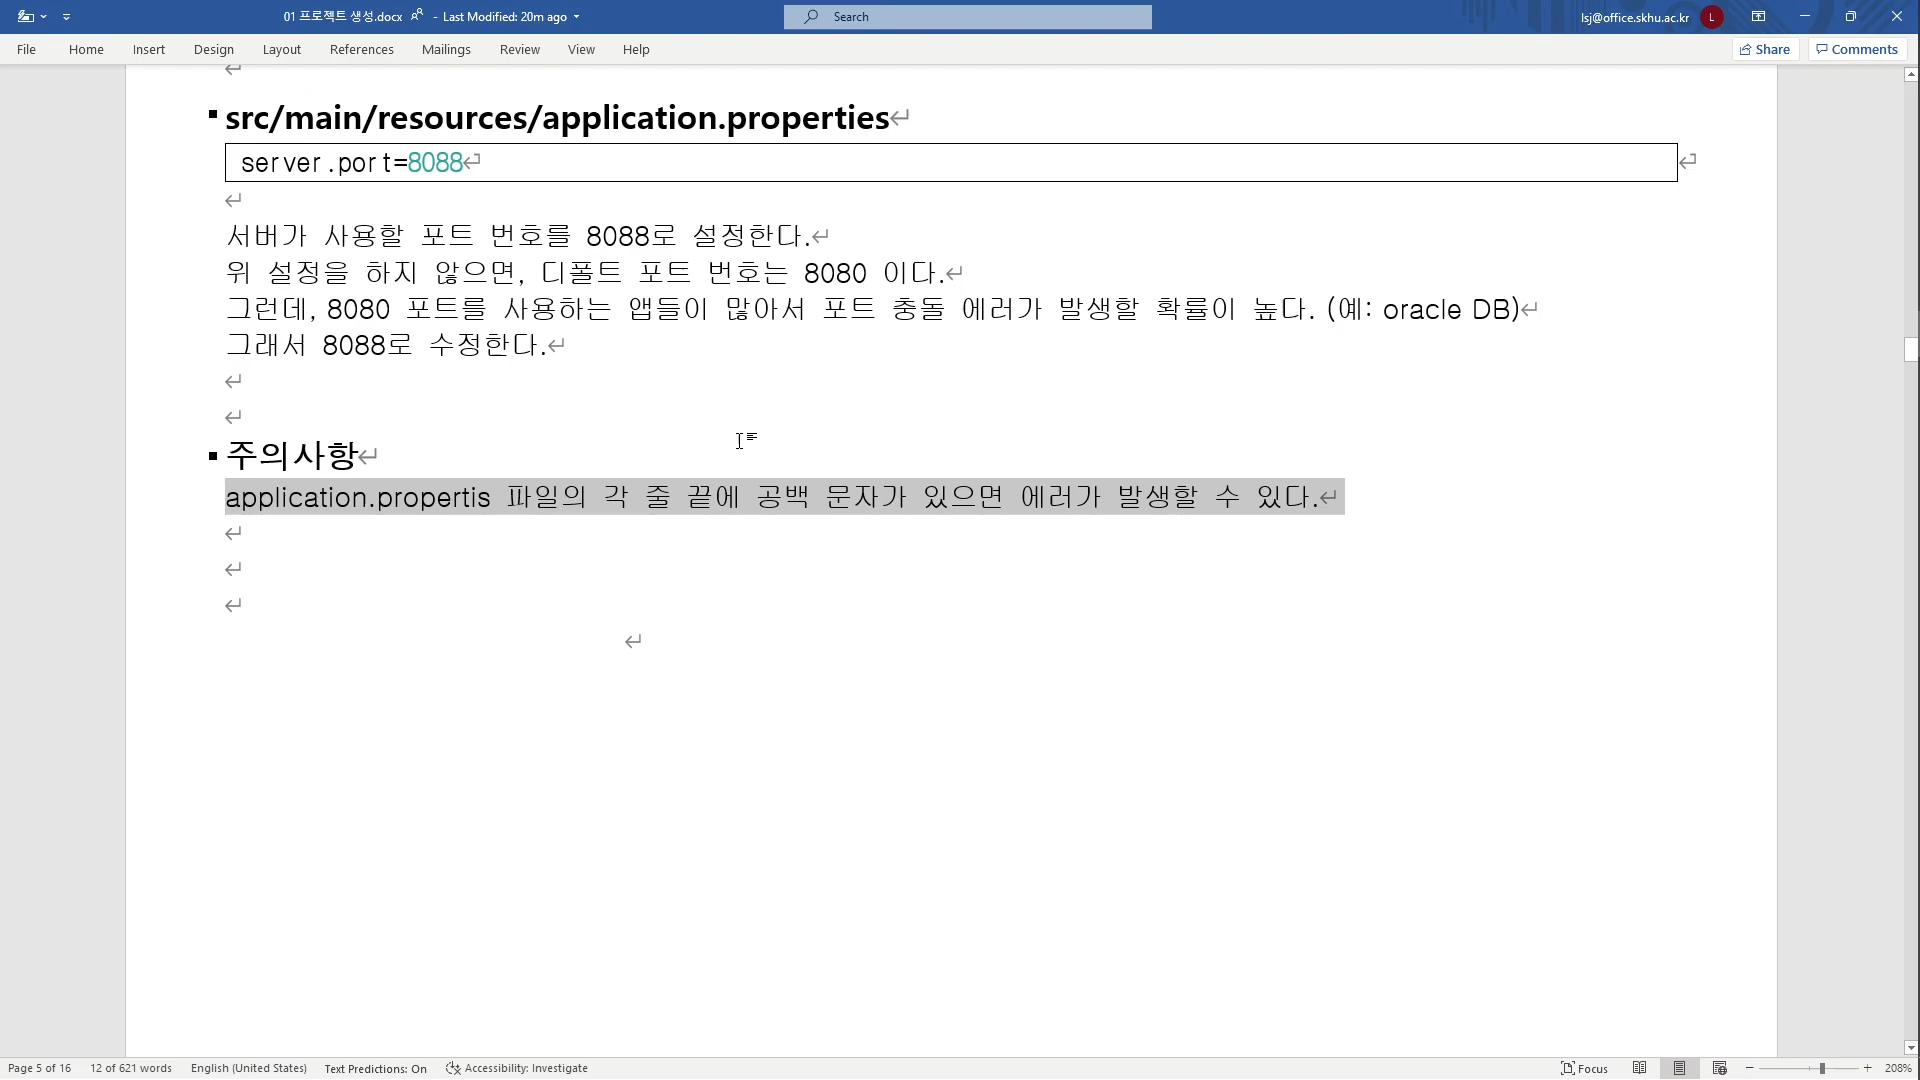 01 프로젝트 생성.docx - Last Modified: 20m ago
Search
lsj@office.skhu.ac.kr
L
File Home Insert Design Layout References Mailings Review View Help
Share Comments
src/main/resources/application.properties
server.port=8088
서버가 사용할 포트 번호를 8088로 설정한다.
위 설정을 하지 않으면, 디폴트 포트 번호는 8080 이다.
그런데, 8080 포트를 사용하는 앱들이 많아서 포트 충돌 에러가 발생할 확률이 높다. (예: oracle DB)
그래서 8088로 수정한다.
주의사항
application.propertis 파일의 각 줄 끝에 공백 문자가 있으면 에러가 발생할 수 있다.
Page 5 of 16 12 of 621 words English (United States) Text Predictions: On Accessibility: Investigate Focus 208%